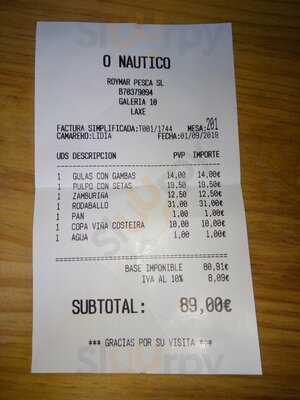 O NAUTICO
ROYMAR PESCA SL
B70379094
GALERIA 10
LAXE
FACTURA SIMPLIFICADA:T001/1744 MESA:201
CAMARERO:LIDIA FECHA:01/09/2019
UDS DESCRIPCION PVP IMPORTE
1 GULAS CON GAMBAS 14,00 14,00€
1 PULPO CON SETAS 19,50 19,50€
1 ZAMBURIÑA 12,50 12,50€
1 RODABALLO 31,00 31,00€
1 PAN 1,00 1,00€
1 COPA VIÑA COSTEIRA 10,00 10,00€
1 AGUA 1,00 1,00€
BASE IMPONIBLE 80,91€
IVA AL 10% 8,09€
SUBTOTAL: 89,00€
*** GRACIAS POR SU VISITA ***